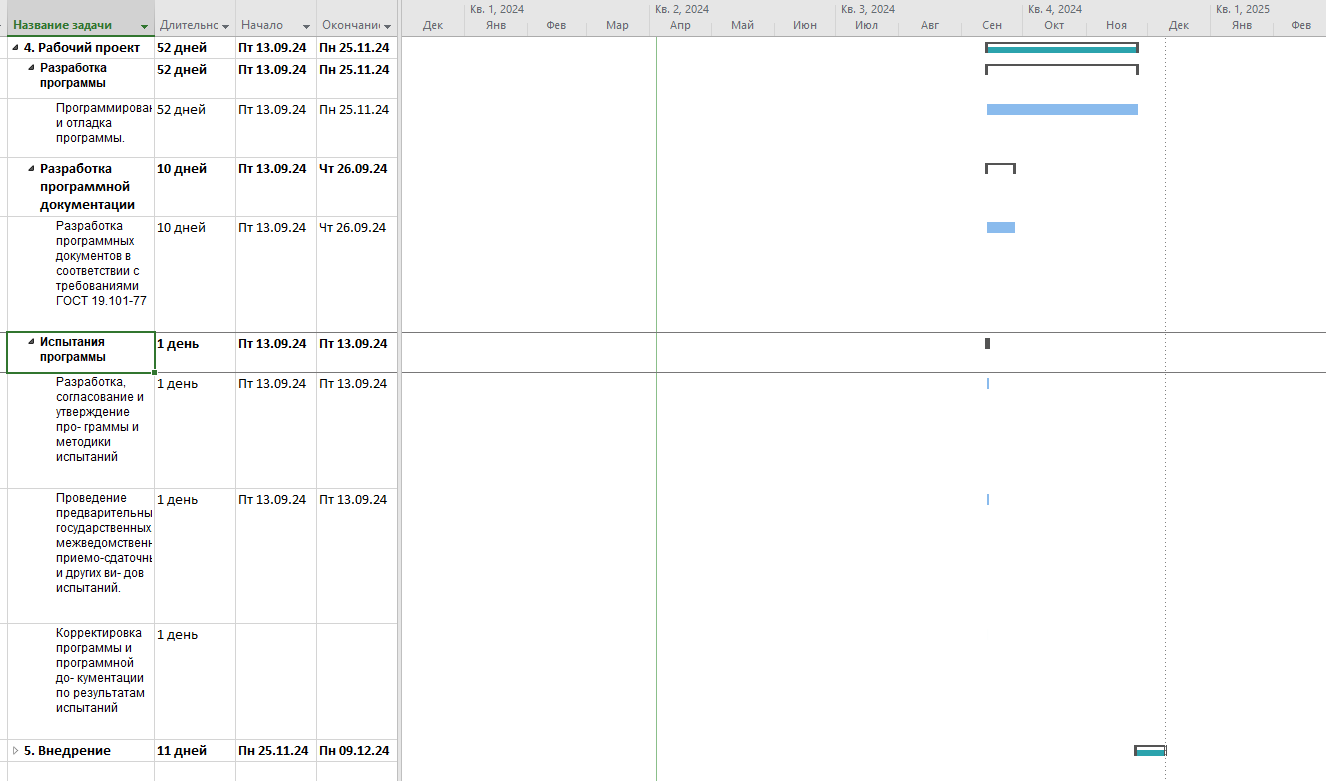 Название задачи Длительнс Начало Окончание
Кв. 1, 2024 Кв. 2, 2024 Кв. 3, 2024 Кв. 4, 2024 Кв. 1, 2025
Дек Янв Фев Мар Апр Май Июн Июл Авг Сен Окт Ноя Дек Янв Фев
4. Рабочий проект 52 дней Пт 13.09.24 Пн 25.11.24
Разработка 52 дней Пт 13.09.24 Пн 25.11.24
программы
Программирован 52 дней Пт 13.09.24 Пн 25.11.24
и отладка
программы.
Разработка 10 дней Пт 13.09.24 Чт 26.09.24
программной
документации
Разработка 10 дней Пт 13.09.24 Чт 26.09.24
программных
документов в
соответствии с
требованиями
ГОСТ 19.101-77
Испытания 1 день Пт 13.09.24 Пт 13.09.24
программы
Разработка, 1 день Пт 13.09.24 Пт 13.09.24
согласование и
утверждение
про- граммы и
методики
испытаний
Проведение 1 день Пт 13.09.24 Пт 13.09.24
предварительны
государственных
межведомственн
приемо-сдаточнь
и других ви- дов
испытаний.
Корректировка 1 день
программы и
программной
до- кументации
по результатам
испытаний
5. Внедрение 11 дней Пн 25.11.24 Пн 09.12.24